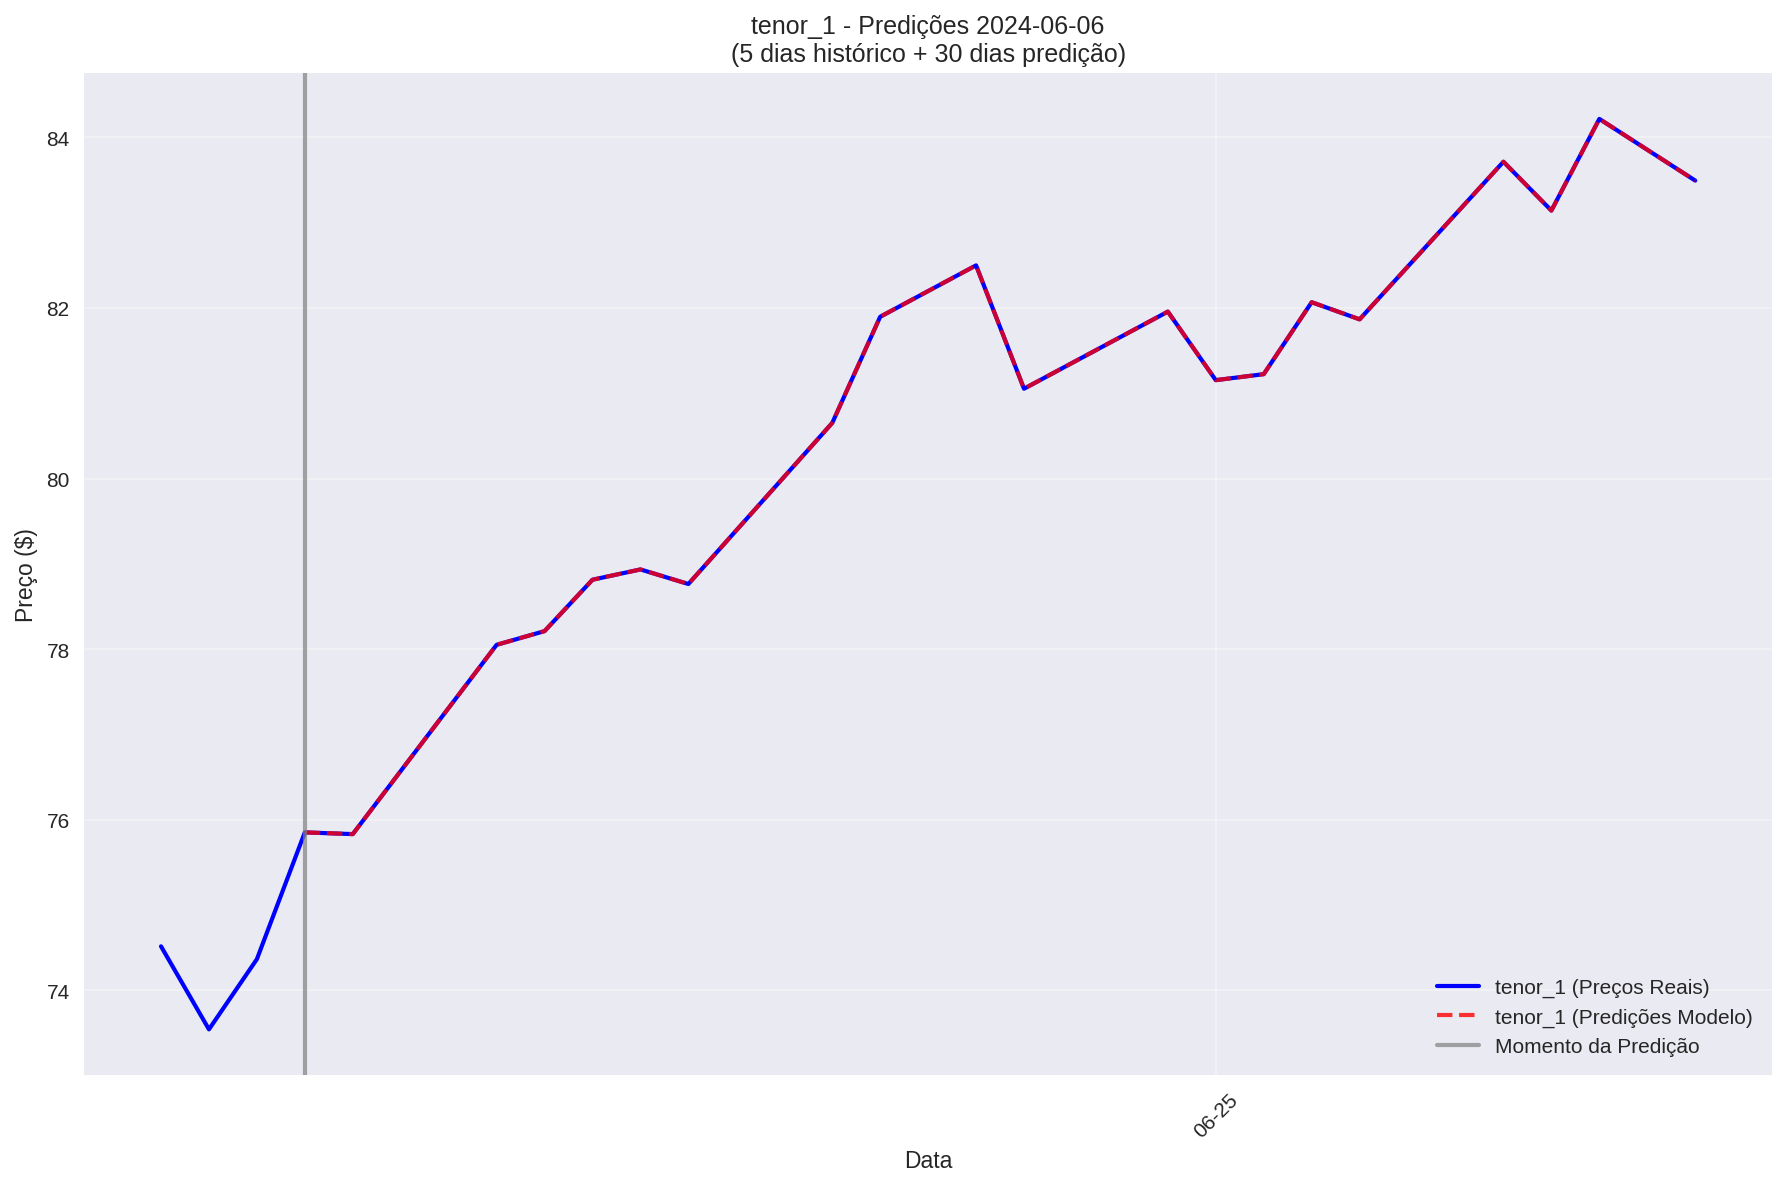 tenor_1 - Predições 2024-06-06
(5 dias histórico + 30 dias predição)
Preço ($)
84
82
80
78
76
74
tenor_1 (Preços Reais)
tenor_1 (Predições Modelo)
Momento da Predição
06-25
Data